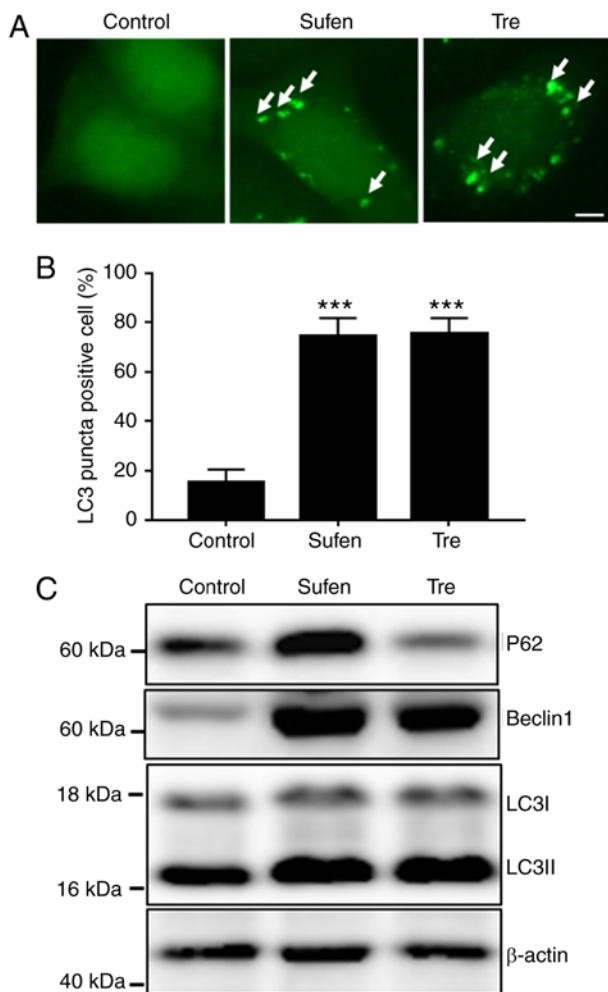 A
Control Sufen Tre
B
LC3 puncta positive cell (%)
100
80
60
40
20
0
*** ***
Control Sufen Tre
C
Control Sufen Tre
60 kDa P62
60 kDa Beclin1
18 kDa LC3I
16 kDa LC3II
β-actin
40 kDa